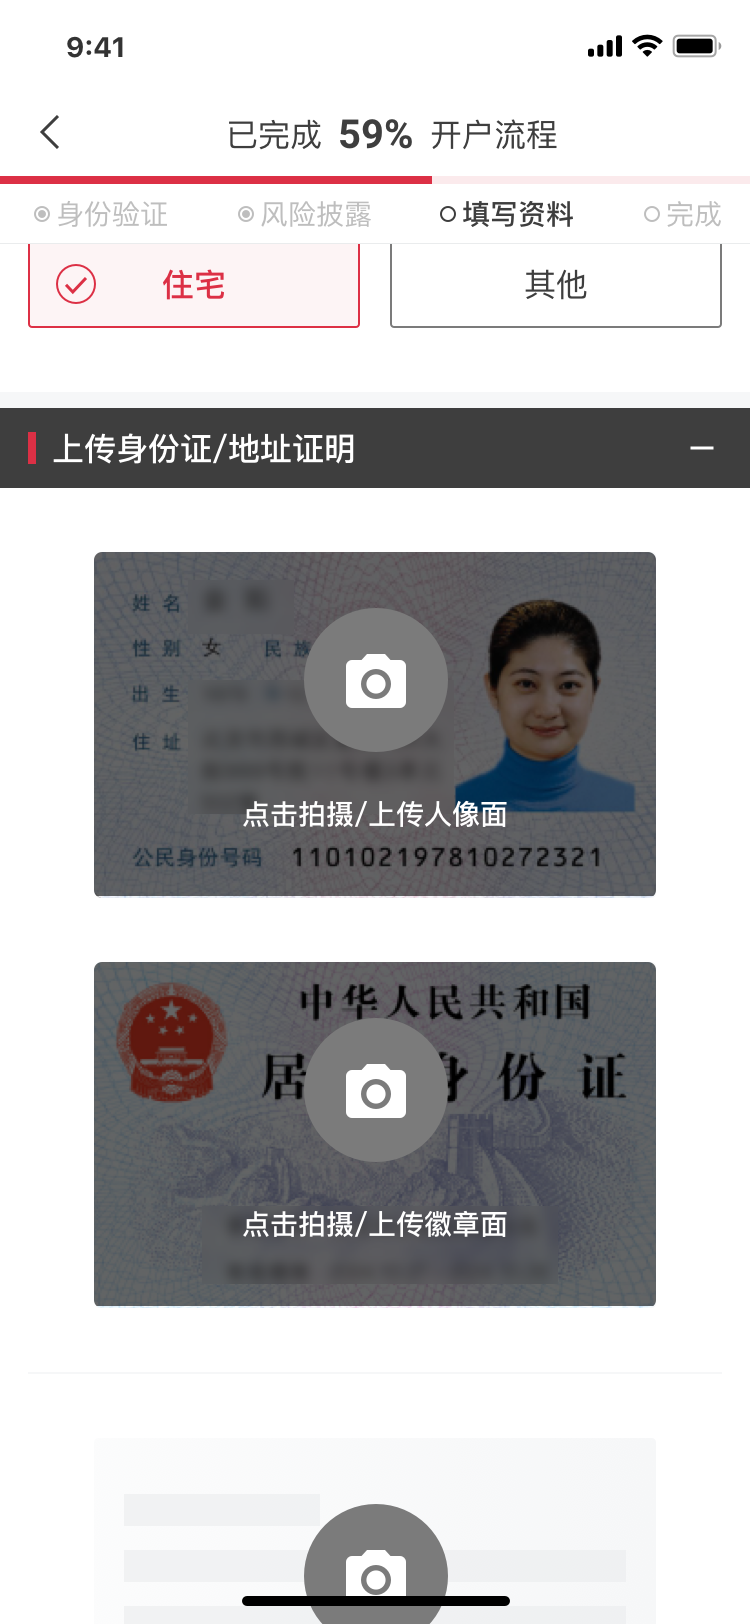 9:41
已完成 59% 开户流程
身份验证 风险披露 填写资料 完成
住宅 其他
上传身份证/地址证明
姓名
性别 女 民族
出生
住址
点击拍摄/上传人像面
公民身份号码 110102197810272321
中华人民共和国
居 身份证
点击拍摄/上传徽章面